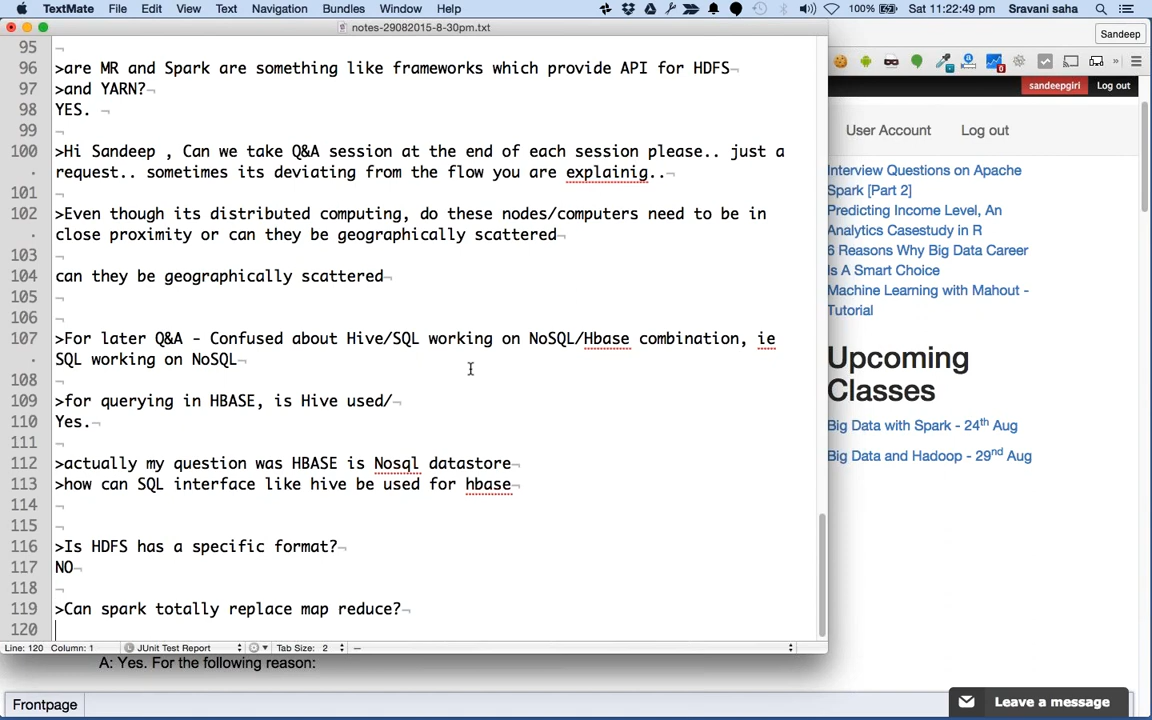 TextMate File Edit View Text Navigation Bundles Window Help 100% Sat 11:22:49 pm Sravani saha
notes-29082015-8-30pm.txt
Sandeep
95 ¬
96 >are MR and Spark are something like frameworks which provide API for HDFS¬
97 >and YARN?¬
98 YES. ¬
99 ¬
100 >Hi Sandeep , Can we take Q&A session at the end of each session please.. just a
· request.. sometimes its deviating from the flow you are explainig..¬
101 ¬
102 >Even though its distributed computing, do these nodes/computers need to be in
· close proximity or can they be geographically scattered¬
103 ¬
104 can they be geographically scattered¬
105 ¬
106 ¬
107 >For later Q&A - Confused about Hive/SQL working on NoSQL/Hbase combination, ie
· SQL working on NoSQL¬
108 ¬
109 >for querying in HBASE, is Hive used/¬
110 Yes.¬
111 ¬
112 >actually my question was HBASE is Nosql datastore¬
113 >how can SQL interface like hive be used for hbase¬
114 ¬
115 ¬
116 >Is HDFS has a specific format?¬
117 NO¬
118 ¬
119 >Can spark totally replace map reduce?¬
120
Line: 120 Column: 1 JUnit Test Report Tab Size: 2 —
sandeepgiri Log out
User Account Log out
Interview Questions on Apache
Spark [Part 2]
Predicting Income Level, An
Analytics Casestudy in R
6 Reasons Why Big Data Career
Is A Smart Choice
Machine Learning with Mahout -
Tutorial
Upcoming
Classes
Big Data with Spark - 24th Aug
Big Data and Hadoop - 29nd Aug
A: Yes. For the following reason:
Frontpage
Leave a message